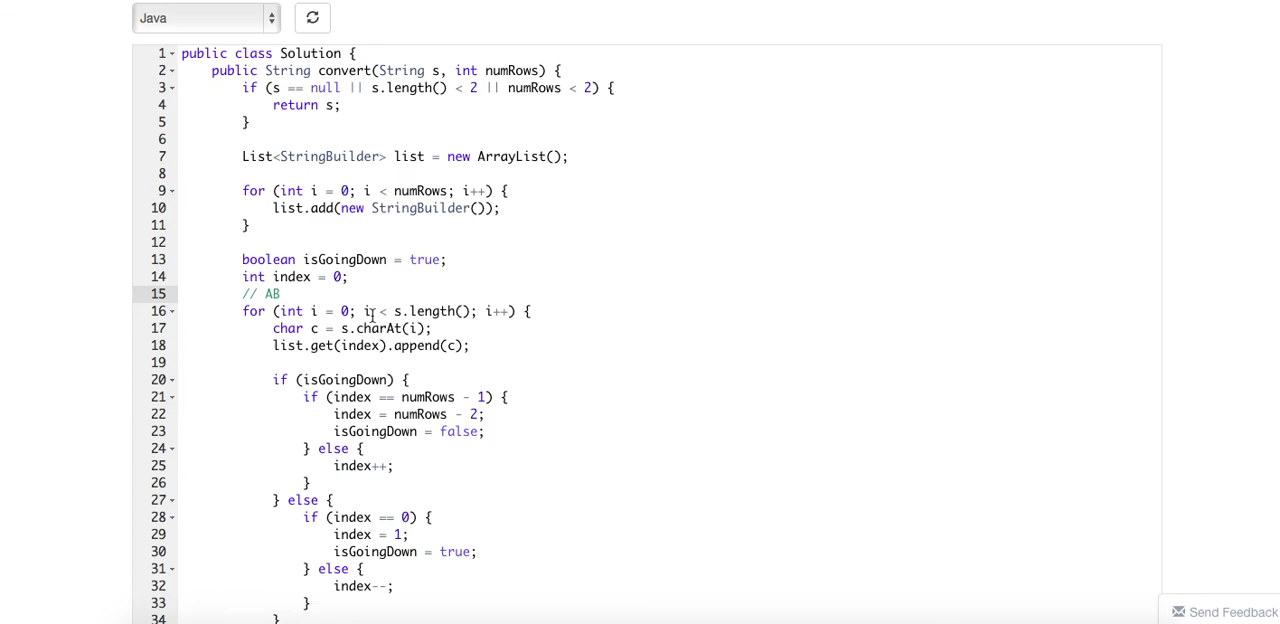 Java
1 public class Solution {
2 public String convert(String s, int numRows) {
3 if (s == null || s.length() < 2 || numRows < 2) {
4 return s;
5 }
6
7 List<StringBuilder> list = new ArrayList();
8
9 for (int i = 0; i < numRows; i++) {
10 list.add(new StringBuilder());
11 }
12
13 boolean isGoingDown = true;
14 int index = 0;
15 // AB
16 for (int i = 0; i < s.length(); i++) {
17 char c = s.charAt(i);
18 list.get(index).append(c);
19
20 if (isGoingDown) {
21 if (index == numRows - 1) {
22 index = numRows - 2;
23 isGoingDown = false;
24 } else {
25 index++;
26 }
27 } else {
28 if (index == 0) {
29 index = 1;
30 isGoingDown = true;
31 } else {
32 index--;
33 }
34 }
Send Feedback